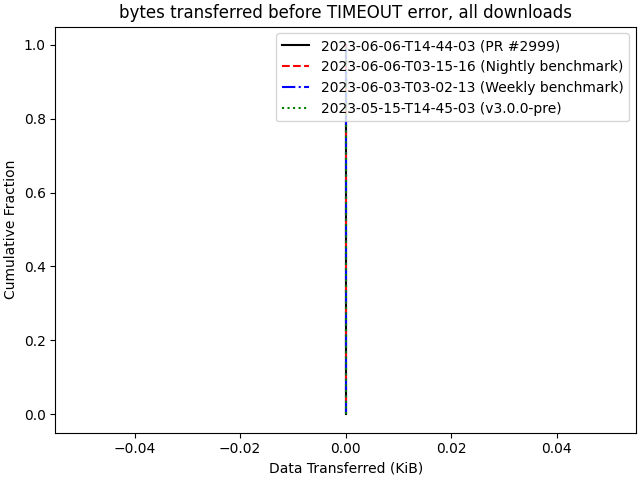 bytes transferred before TIMEOUT error, all downloads
2023-06-06-T14-44-03 (PR #2999)
2023-06-06-T03-15-16 (Nightly benchmark)
2023-06-03-T03-02-13 (Weekly benchmark)
2023-05-15-T14-45-03 (v3.0.0-pre)
Cumulative Fraction
1.0
0.8
0.6
0.4
0.2
0.0
−0.04
−0.02
0.00
0.02
0.04
Data Transferred (KiB)